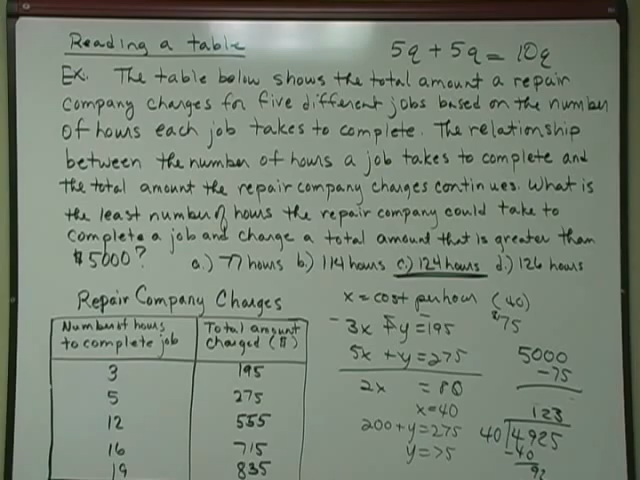 Reading a table
5q + 5q = 10q
EX. The table below shows the total amount a repair
company charges for five different jobs based on the number
of hours each job takes to complete. The relationship
between the number of hours a job takes to complete and
the total amount the repair company charges continues. What is
the least number of hours the repair company could take to
complete a job and charge a total amount that is greater than
$5000? a.) 77 hours b.) 114 hours c.) 124 hours d.) 126 hours
Repair Company Charges
Number of hours to complete job | Total amount charged ($)
3 195
5 275
12 555
16 715
19 835
x = cost per hour (40)
- 3x + y = 195
$75
5x + y = 275
2x = 80
x = 40
200 + y = 275
y = 75
5000
-75
123
40 4925
-40
92